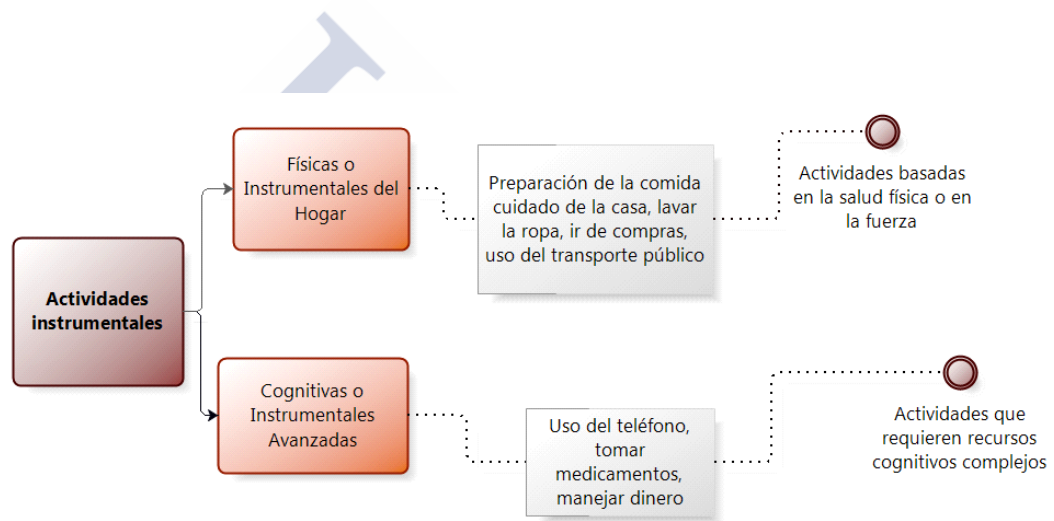 Actividades
instrumentales
Físicas o
Instrumentales del
Hogar
Preparación de la comida
cuidado de la casa, lavar
la ropa, ir de compras,
uso del transporte público
Actividades basadas
en la salud física o en
la fuerza
Cognitivas o
Instrumentales
Avanzadas
Uso del teléfono,
tomar
medicamentos,
manejar dinero
Actividades que
requieren recursos
cognitivos complejos